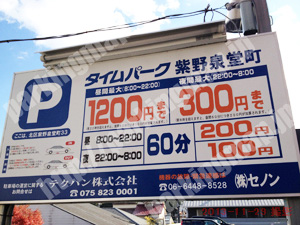 P
タイムパーク 紫野泉堂町
昼間最大(8:00〜22:00) 夜間最大(22:00〜8:00)
1200円まで 300円まで
昼 8:00〜22:00 60分 200円
夜 22:00〜8:00 100円
ここは、北区紫野泉堂町33
駐車場の運営に関する
お問合せは
テクバン株式会社
075 823 0001
06-6448-8528
㈱セノン